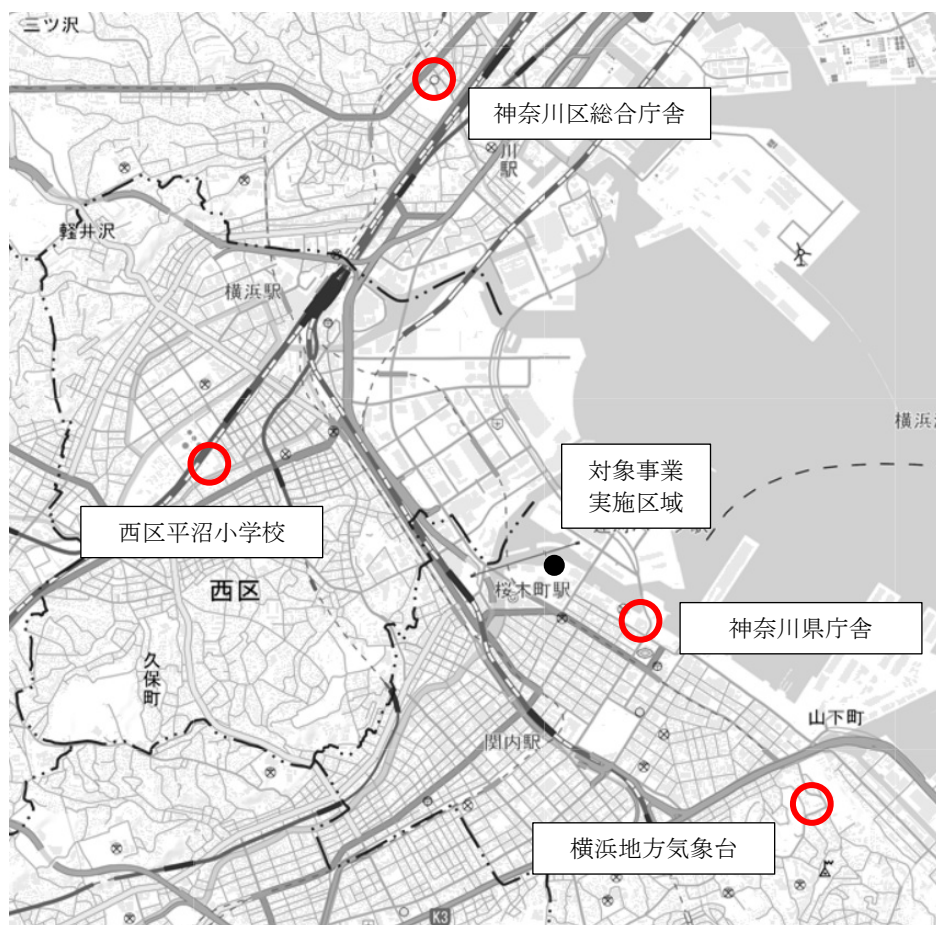 三ツ沢
神奈川区総合庁舎
川駅
軽井沢
横浜駅
横浜
対象事業
実施区域
西区平沼小学校
西区
桜木町駅
神奈川県庁舎
久保町
山下町
関内駅
横浜地方気象台
K3